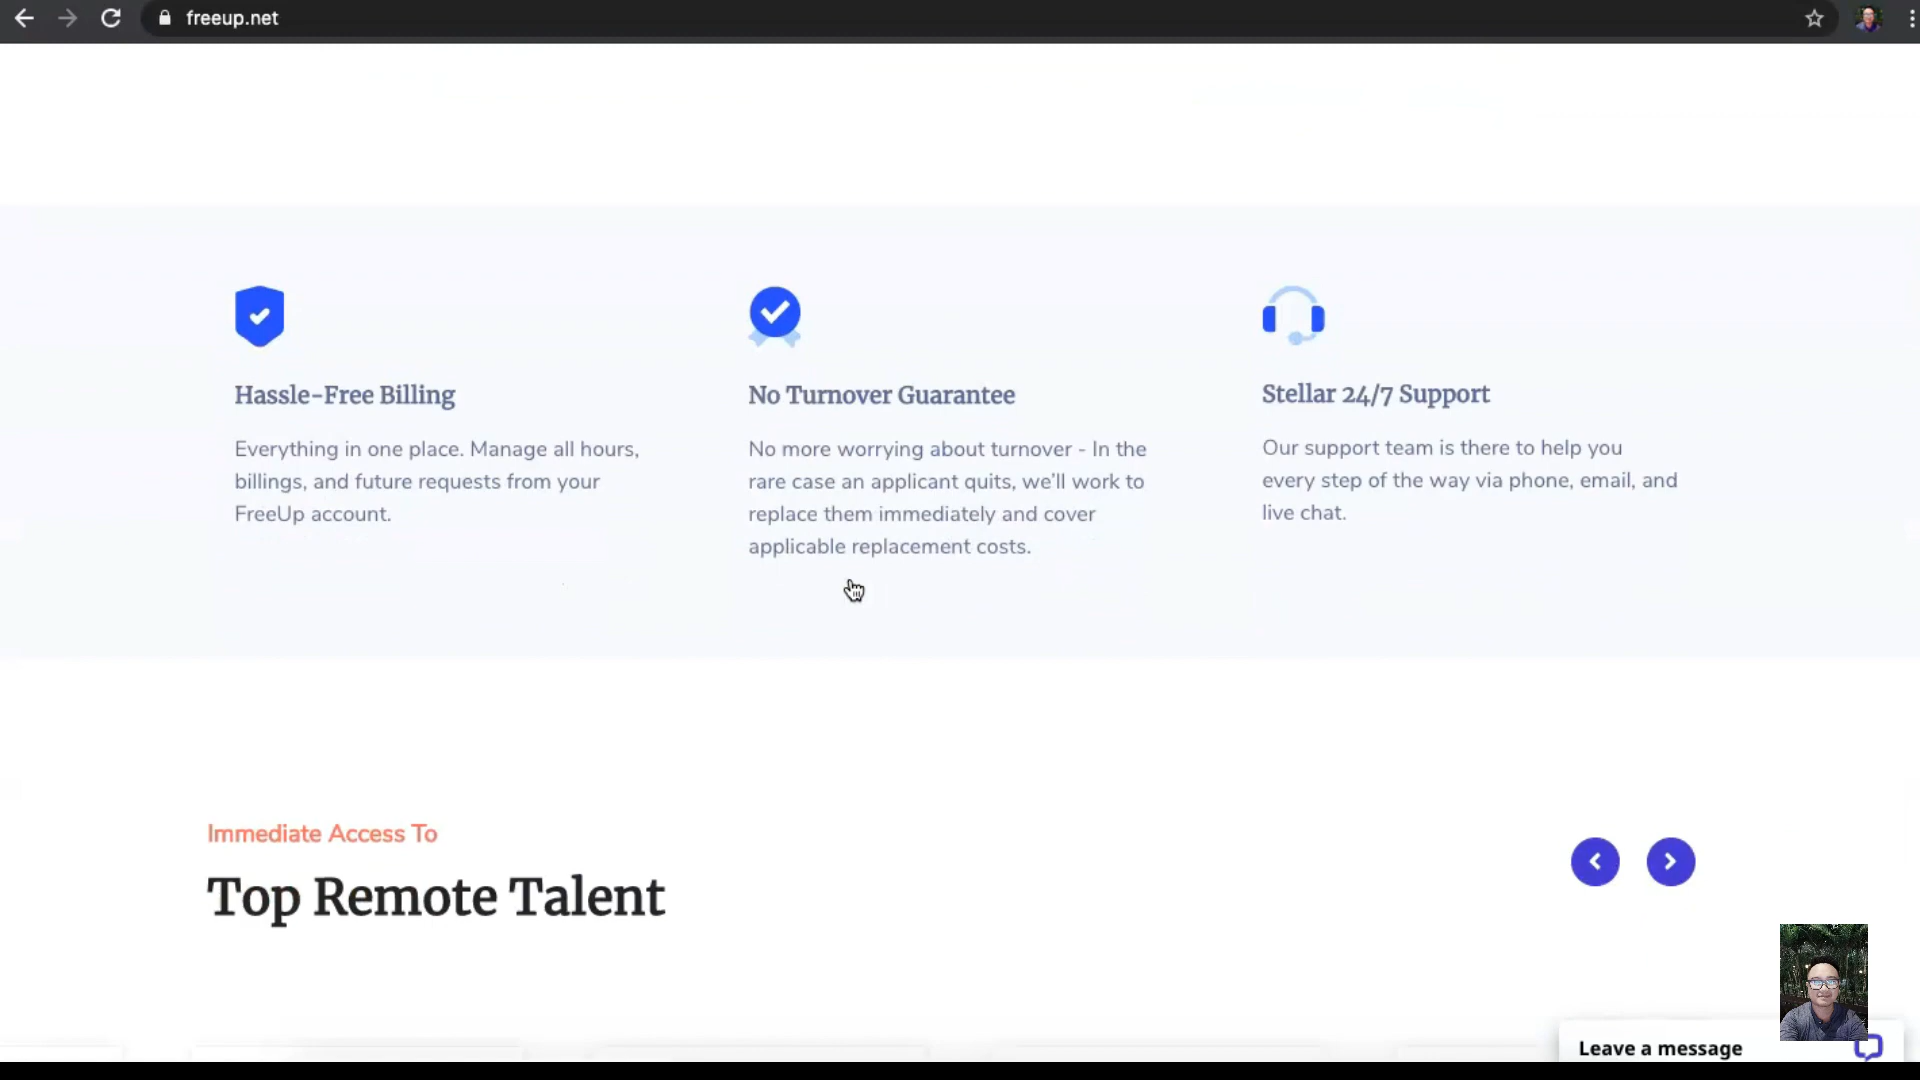 freeup.net
Hassle-Free Billing
Everything in one place. Manage all hours,
billings, and future requests from your
FreeUp account.
No Turnover Guarantee
No more worrying about turnover - In the
rare case an applicant quits, we'll work to
replace them immediately and cover
applicable replacement costs.
Stellar 24/7 Support
Our support team is there to help you
every step of the way via phone, email, and
live chat.
Immediate Access To
Top Remote Talent
Leave a message